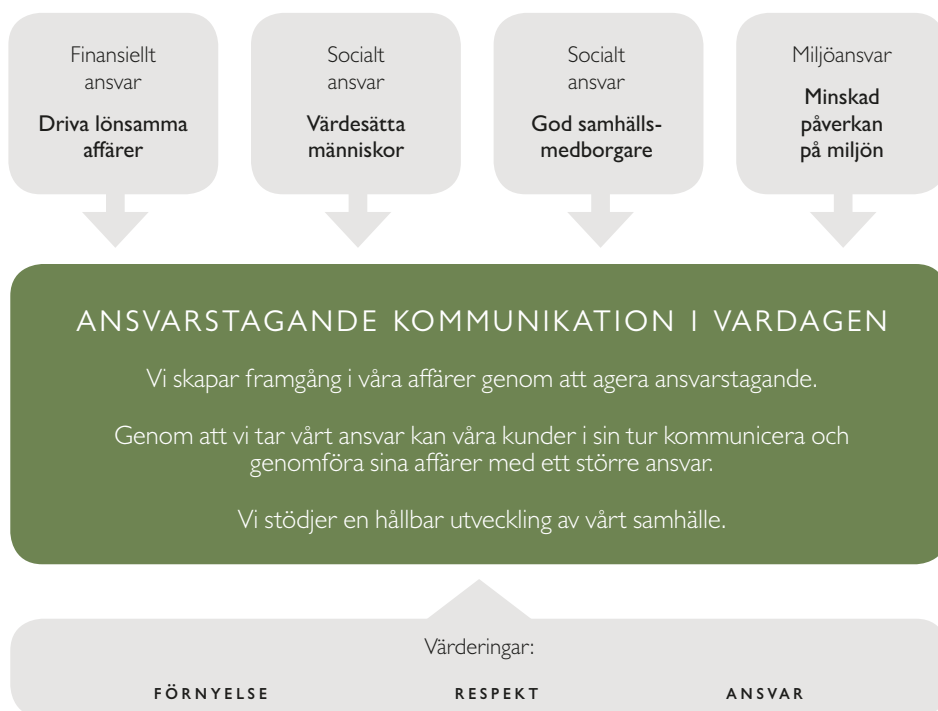 Finansiellt
ansvar
Driva lönsamma
affärer
Socialt
ansvar
Värdesätta
människor
Socialt
ansvar
God samhälls-
medborgare
Miljöansvar
Minskad
påverkan
på miljön
ANSVARSTAGANDE KOMMUNIKATION I VARDAGEN
Vi skapar framgång i våra affärer genom att agera ansvarstagande.
Genom att vi tar vårt ansvar kan våra kunder i sin tur kommunicera och
genomföra sina affärer med ett större ansvar.
Vi stödjer en hållbar utveckling av vårt samhälle.
Värderingar:
FÖRNYELSE RESPEKT ANSVAR